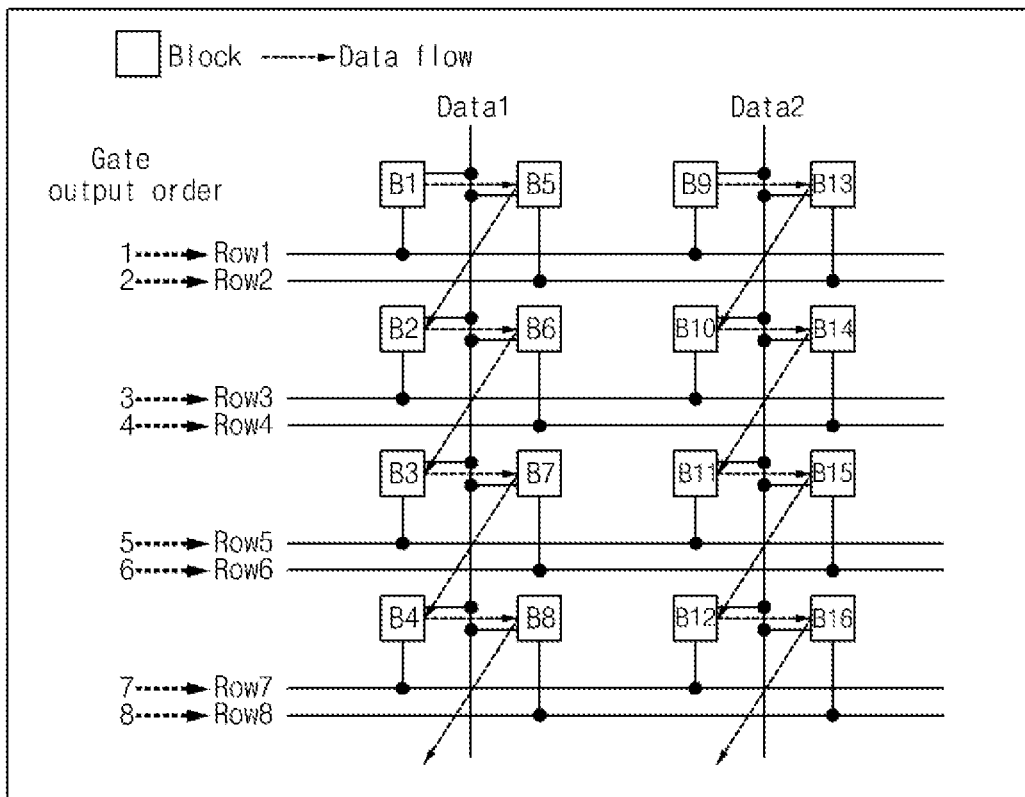 Block Data flow
Data1 Data2
Gate
output order
B1 B5 B9 B13
1 Row1
2 Row2
B2 B6 B10 B14
3 Row3
4 Row4
B3 B7 B11 B15
5 Row5
6 Row6
B4 B8 B12 B16
7 Row7
8 Row8